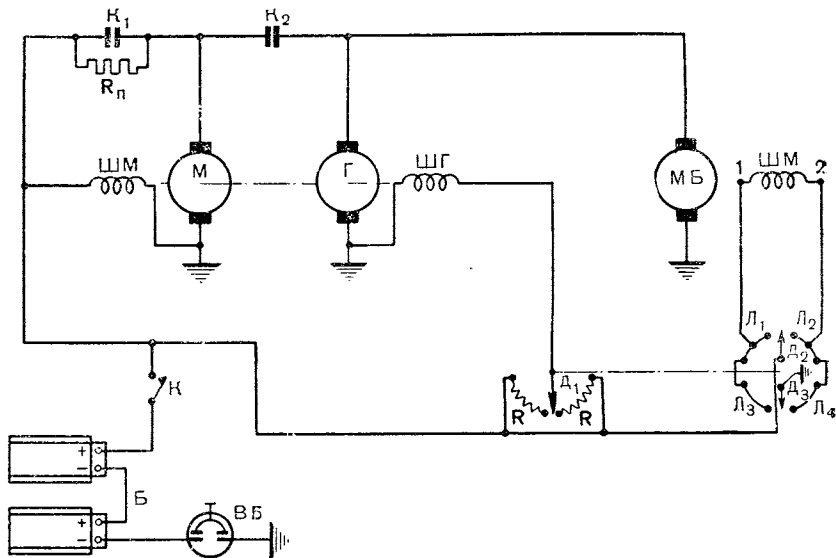 К₁
К₂
Rп
ШМ
М
Г
ШГ
МБ
1
ШМ
2
Л₁
Л₂
Д₂
Д₁
Д₃
К
R
R
Л₃
Л₄
+
−
Б
ВБ
+
−